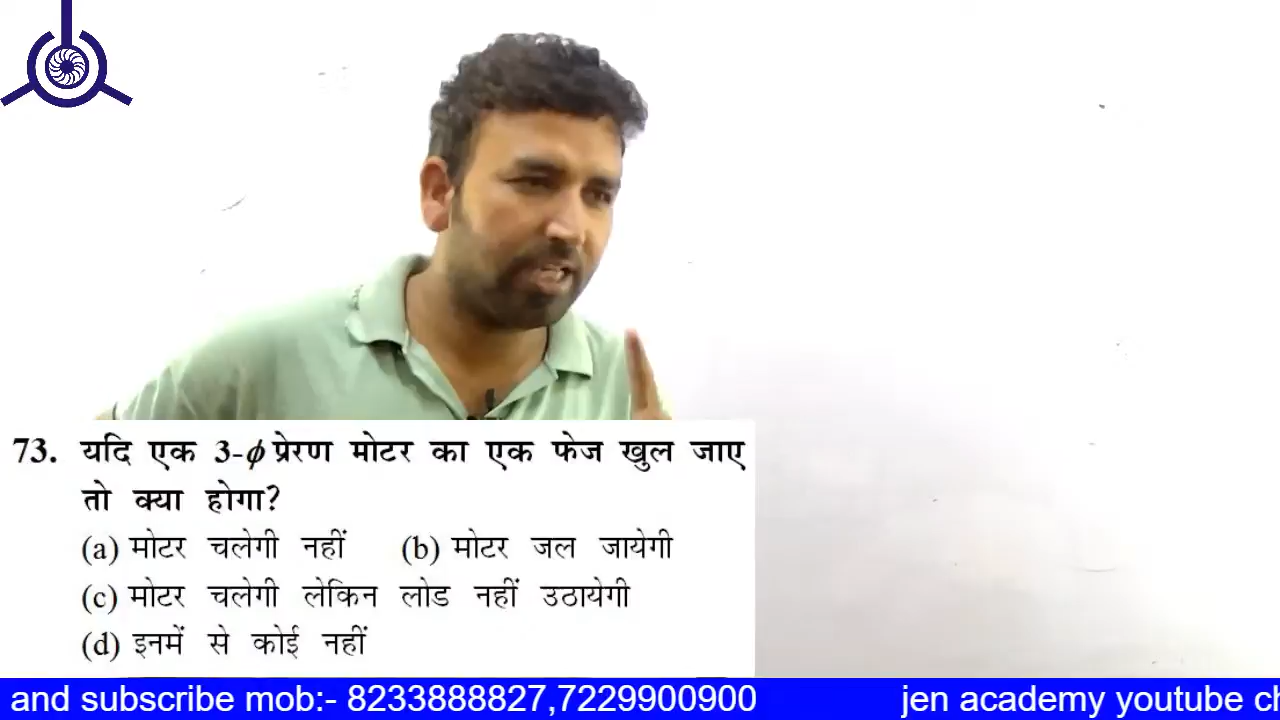 73. यदि एक 3-ϕ प्रेरण मोटर का एक फेज खुल जाए
तो क्या होगा?
(a) मोटर चलेगी नहीं (b) मोटर जल जायेगी
(c) मोटर चलेगी लेकिन लोड नहीं उठायेगी
(d) इनमें से कोई नहीं
and subscribe mob:- 8233888827,7229900900 jen academy youtube ch